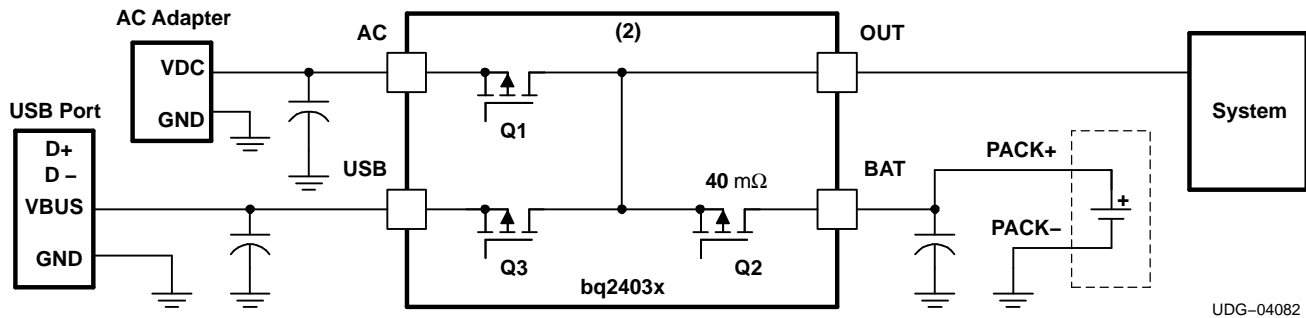 AC Adapter
VDC
GND
USB Port
D+
D −
VBUS
GND
AC
USB
(2)
Q1
Q3
40 mΩ
Q2
bq2403x
OUT
BAT
PACK+
+
PACK−
System
UDG−04082